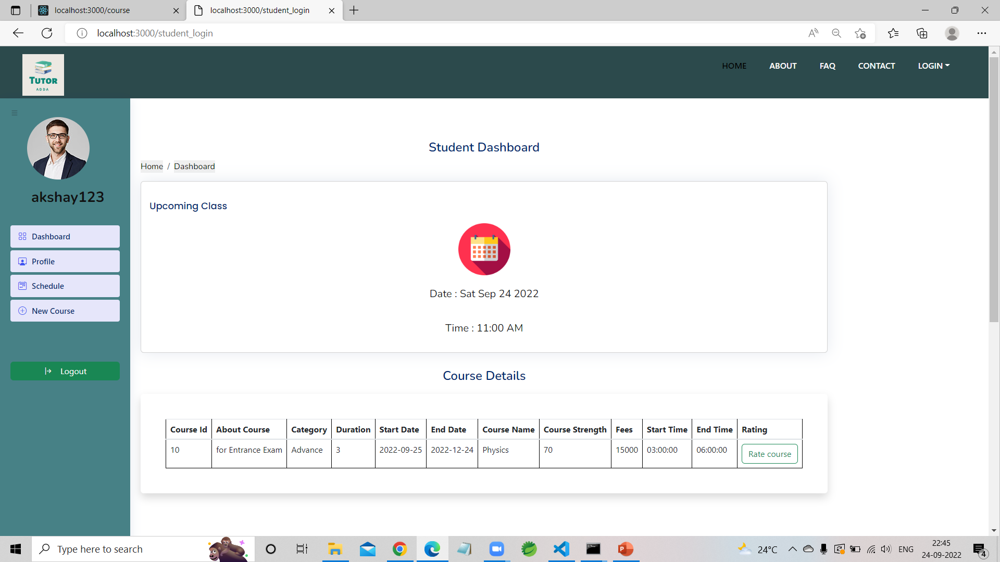 localhost:3000/course
localhost:3000/student_login
localhost:3000/student_login
TUTOR
ADDA
HOME
ABOUT
FAQ
CONTACT
LOGIN
akshay123
Dashboard
Profile
Schedule
New Course
Logout
Student Dashboard
Home / Dashboard
Upcoming Class
Date : Sat Sep 24 2022
Time : 11:00 AM
Course Details
Course Id About Course Category Duration Start Date End Date Course Name Course Strength Fees Start Time End Time Rating
10 for Entrance Exam Advance 3 2022-09-25 2022-12-24 Physics 70 15000 03:00:00 06:00:00 Rate course
Type here to search
24°C
ENG
22:45
24-09-2022
4